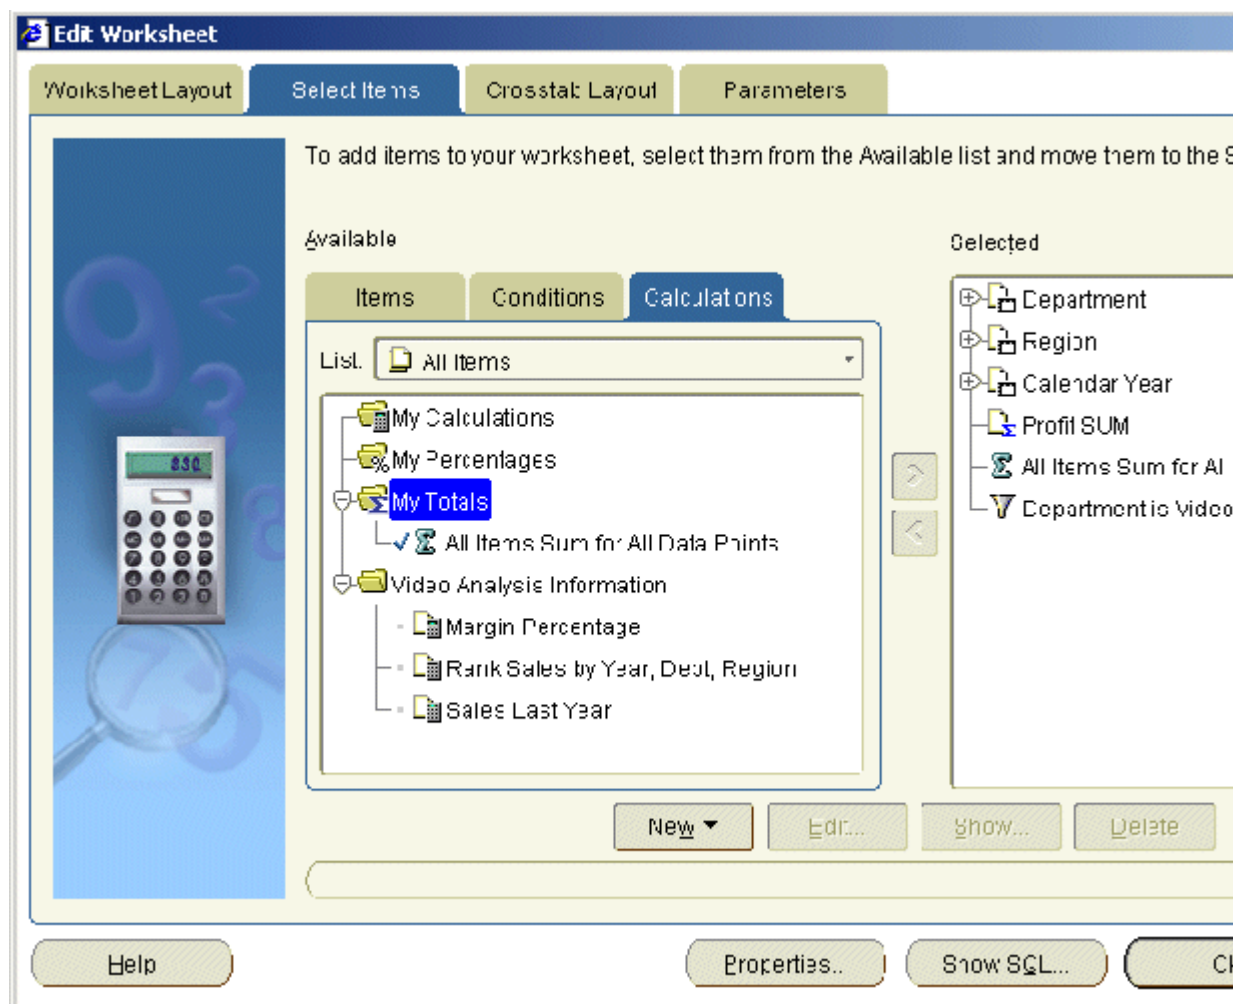 Edit Worksheet
Worksheet Layout
Select Items
Crosstab Layout
Parameters
To add items to your worksheet, select them from the Available list and move them to the S
Available
Selected
Items
Conditions
Calculations
List:
All Items
My Calculations
My Percentages
My Totals
All Items Sum for All Data Points
Video Analysis Information
Margin Percentage
Rank Sales by Year, Dept, Region
Sales Last Year
Department
Region
Calendar Year
Profit SUM
All Items Sum for Al
Department is Video
New
Edit...
Show...
Delete
Help
Properties..
Show SQL...